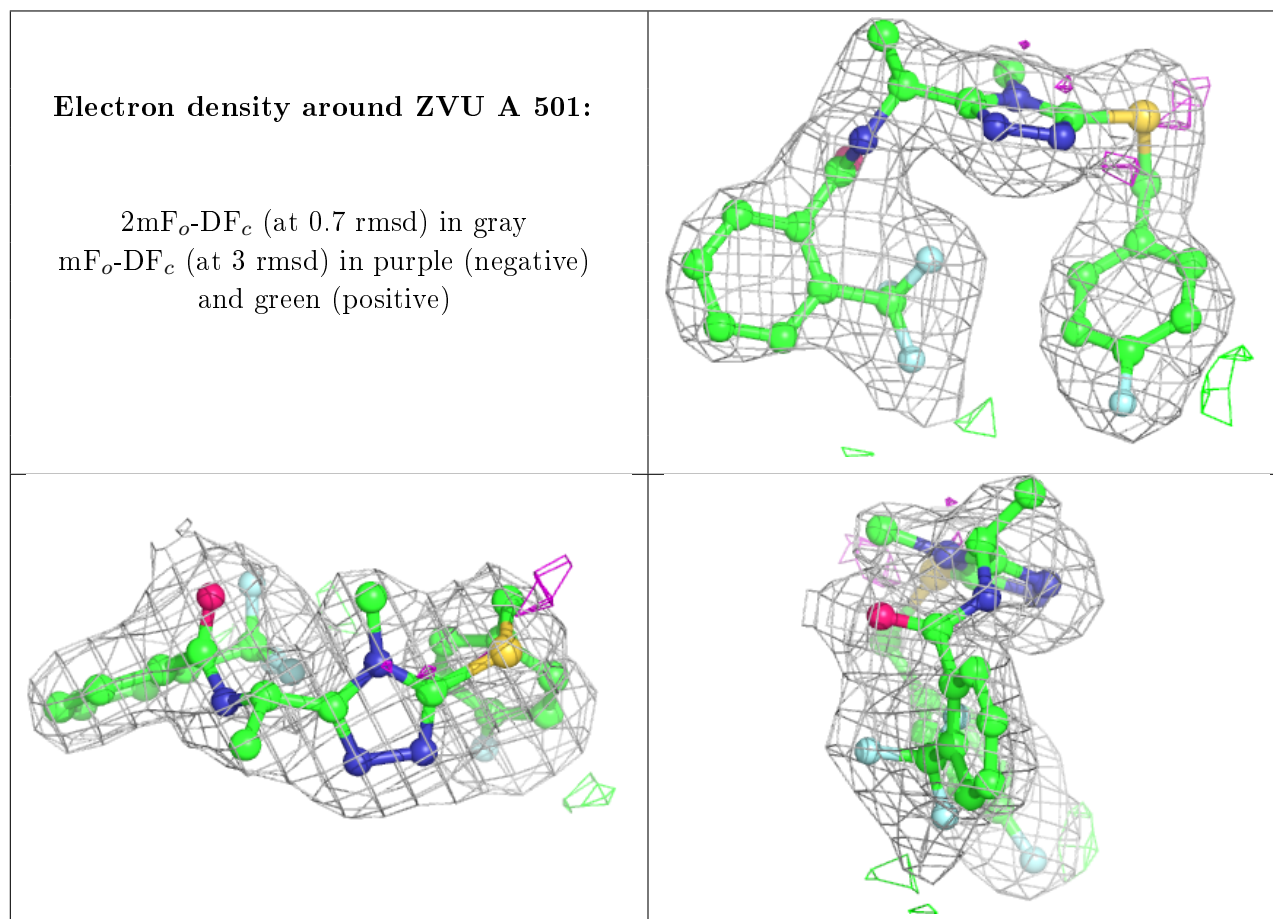 Electron density around ZVU A 501:
2mFo-DFc (at 0.7 rmsd) in gray
mFo-DFc (at 3 rmsd) in purple (negative)
and green (positive)